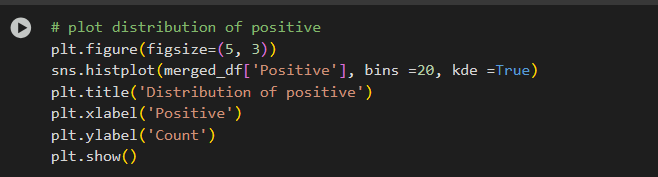 # plot distribution of positive
plt.figure(figsize=(5, 3))
sns.histplot(merged_df['Positive'], bins =20, kde =True)
plt.title('Distribution of positive')
plt.xlabel('Positive')
plt.ylabel('Count')
plt.show()